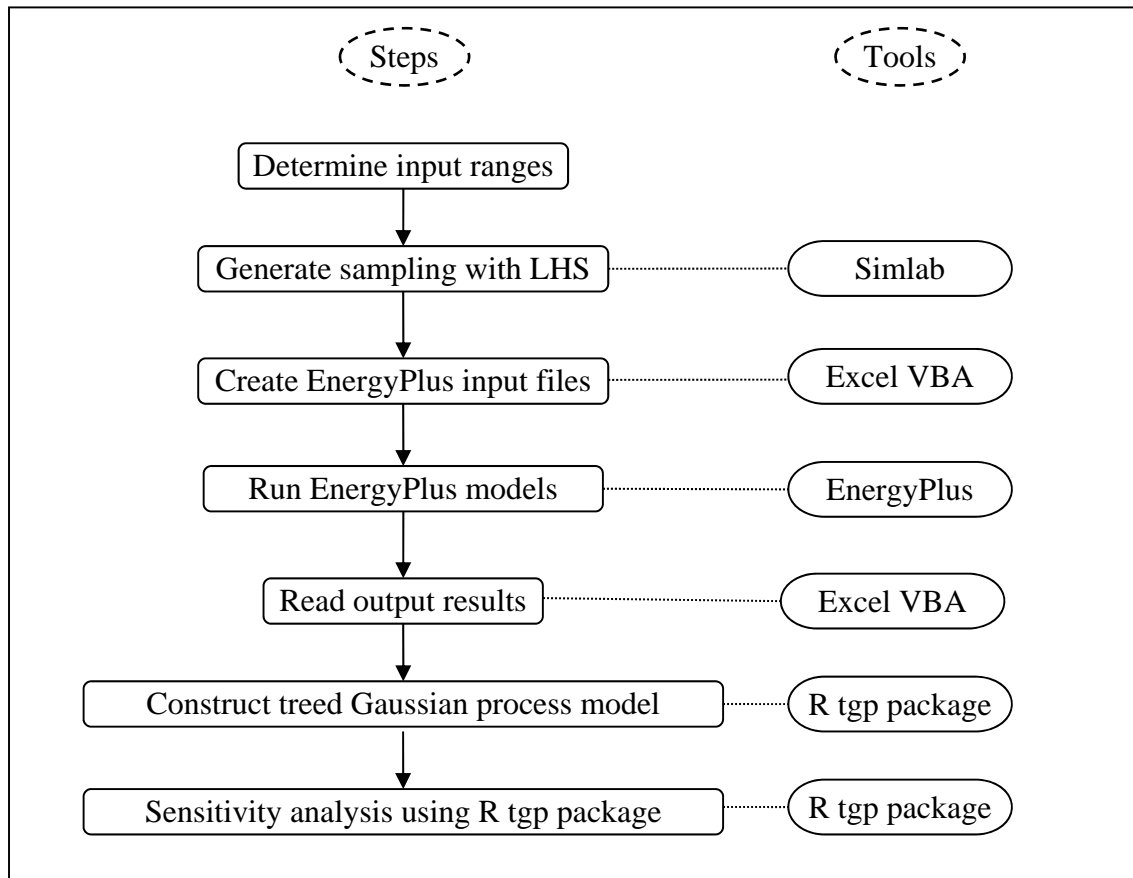 Steps
Tools
Determine input ranges
Generate sampling with LHS
Simlab
Create EnergyPlus input files
Excel VBA
Run EnergyPlus models
EnergyPlus
Read output results
Excel VBA
Construct treed Gaussian process model
R tgp package
Sensitivity analysis using R tgp package
R tgp package